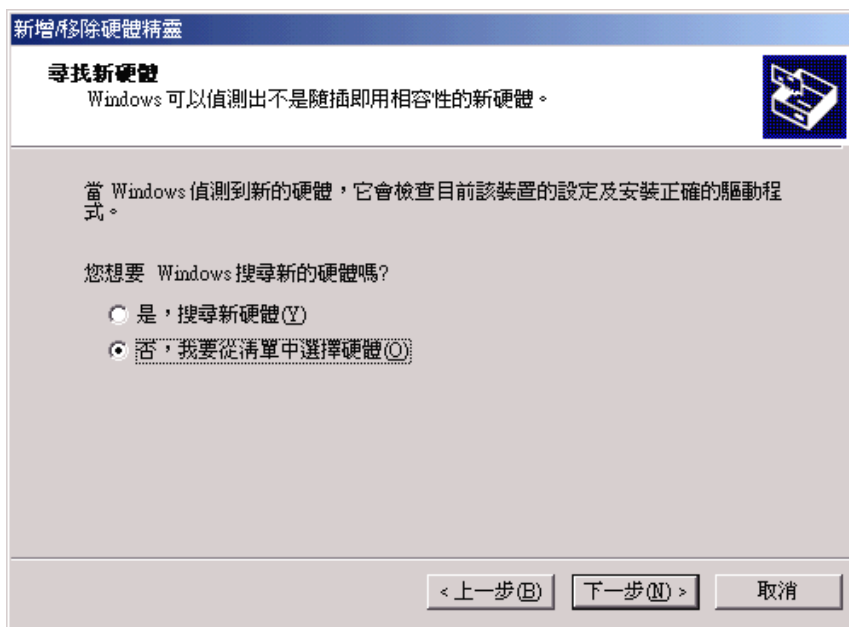 新增/移除硬體精靈
尋找新硬體
Windows 可以偵測出不是隨插即用相容性的新硬體。
當 Windows 偵測到新的硬體，它會檢查目前該裝置的設定及安裝正確的驅動程
式。
您想要 Windows 搜尋新的硬體嗎?
是，搜尋新硬體(Y)
否，我要從清單中選擇硬體(O)
<上一步(B) 下一步(N) > 取消